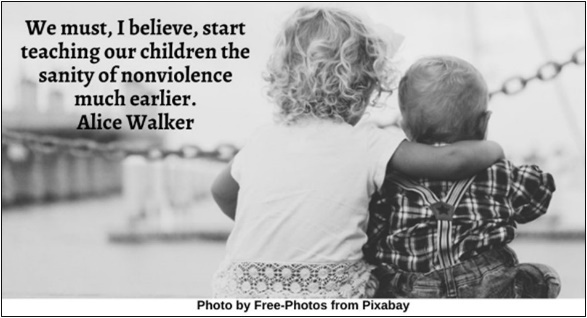 We must, I believe, start
teaching our children the
sanity of nonviolence
much earlier.
Alice Walker
Photo by Free-Photos from Pixabay